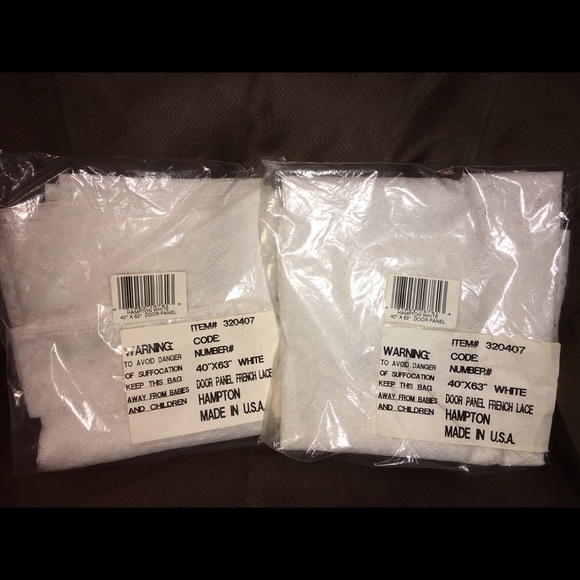 HAMPTON WHITE
40" X 63" DOOR PANEL
WARNING:
TO AVOID DANGER
OF SUFFOCATION
KEEP THIS BAG
AWAY FROM BABIES
AND CHILDREN
ITEM# 320407
CODE:
NUMBER#
40"X63" WHITE
DOOR PANEL FRENCH LACE
HAMPTON
MADE IN U.S.A.
HAMPTON WHITE
40" X 63" DOOR PANEL
WARNING:
TO AVOID DANGER
OF SUFFOCATION
KEEP THIS BAG
AWAY FROM BABIES
AND CHILDREN
ITEM# 320407
CODE:
NUMBER#
40"X63" WHITE
DOOR PANEL FRENCH LACE
HAMPTON
MADE IN U.S.A.